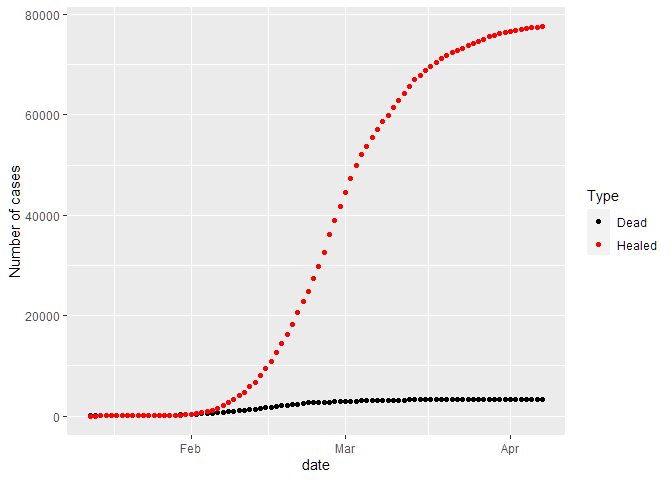 80000
60000
40000
20000
0
Number of cases
Feb
Mar
Apr
date
Type
Dead
Healed